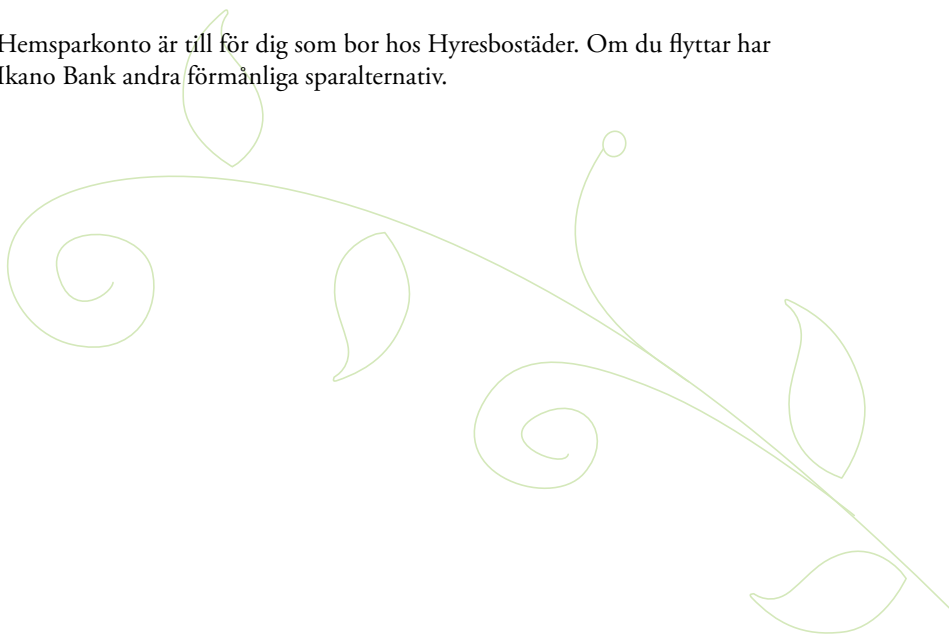 Hemsparkonto är till för dig som bor hos Hyresbostäder. Om du flyttar har
Ikano Bank andra förmånliga sparalternativ.